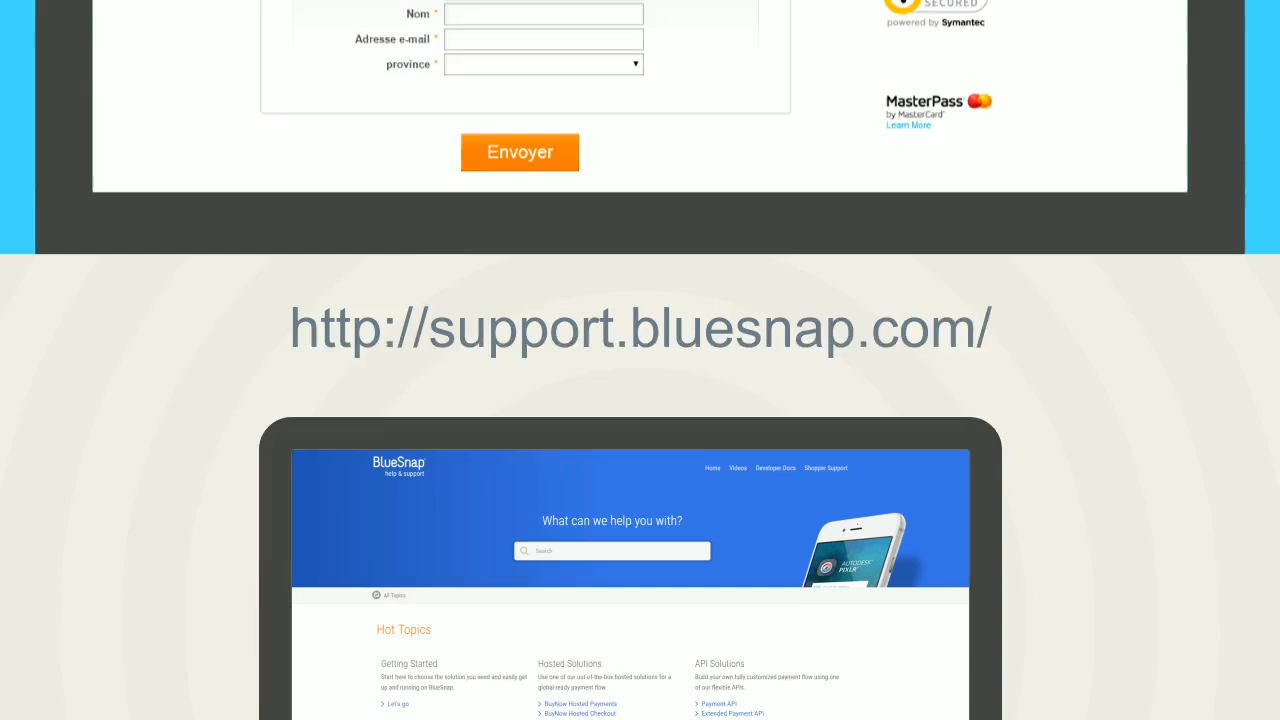 Nom *
SECURED
powered by Symantec
Adresse e-mail *
province *
MasterPass
by MasterCard
Learn More
Envoyer
http://support.bluesnap.com/
BlueSnap
help & support
Home Videos Developer Docs Shopper Support
What can we help you with?
Search
AUTODESK
PIXLR
All Topics
Hot Topics
Getting Started
Start here to choose the solution you need and easily get
up and running on BlueSnap.
Let's go
Hosted Solutions
Use one of our out-of-the-box hosted solutions for a
global-ready payment flow.
BuyNow Hosted Payments
BuyNow Hosted Checkout
API Solutions
Build your own fully customized payment flow using one
of our flexible APIs.
Payment API
Extended Payment API